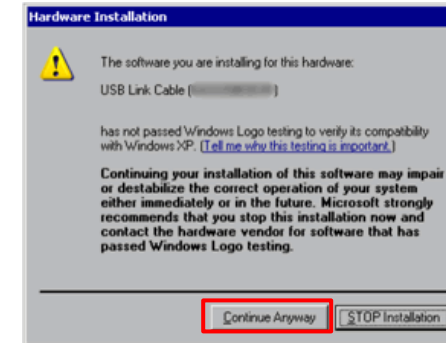 Hardware Installation
The software you are installing for this hardware:
USB Link Cable ( )
has not passed Windows Logo testing to verify its compatibility
with Windows XP. (Tell me why this testing is important.)
Continuing your installation of this software may impair
or destabilize the correct operation of your system
either immediately or in the future. Microsoft strongly
recommends that you stop this installation now and
contact the hardware vendor for software that has
passed Windows Logo testing.
Continue Anyway
STOP Installation